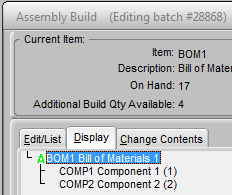 Assembly Build (Editing batch #28868)
Current Item:
Item: BOM1
Description: Bill of Mater
On Hand: 17
Additional Build Qty Available: 4
Edit/List Display Change Contents
A BOM1 Bill of Materials 1
COMP1 Component 1 (1)
COMP2 Component 2 (2)